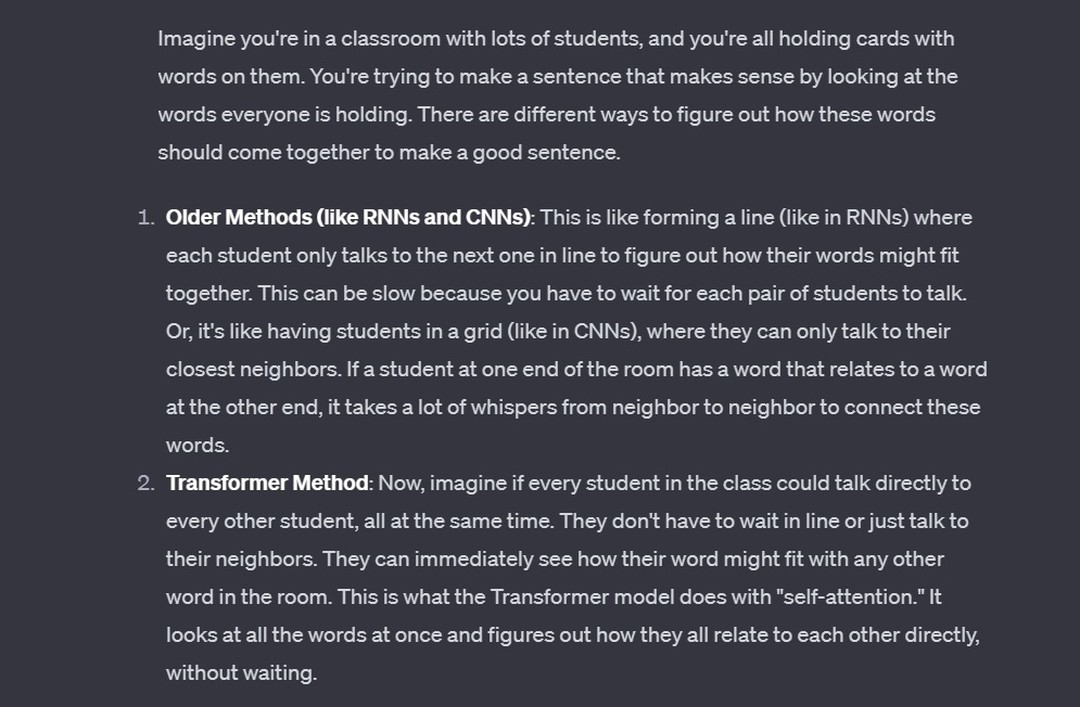 Imagine you're in a classroom with lots of students, and you're all holding cards with
words on them. You're trying to make a sentence that makes sense by looking at the
words everyone is holding. There are different ways to figure out how these words
should come together to make a good sentence.
1. Older Methods (like RNNs and CNNs): This is like forming a line (like in RNNs) where
each student only talks to the next one in line to figure out how their words might fit
together. This can be slow because you have to wait for each pair of students to talk.
Or, it's like having students in a grid (like in CNNs), where they can only talk to their
closest neighbors. If a student at one end of the room has a word that relates to a word
at the other end, it takes a lot of whispers from neighbor to neighbor to connect these
words.
2. Transformer Method: Now, imagine if every student in the class could talk directly to
every other student, all at the same time. They don't have to wait in line or just talk to
their neighbors. They can immediately see how their word might fit with any other
word in the room. This is what the Transformer model does with "self-attention." It
looks at all the words at once and figures out how they all relate to each other directly,
without waiting.